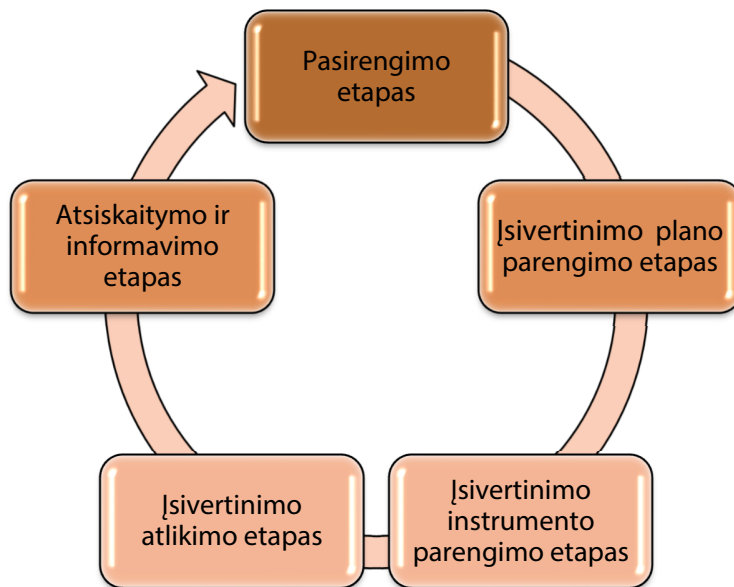 Pasirengimo
etapas
Įsivertinimo plano
parengimo etapas
Įsivertinimo
instrumento
parengimo etapas
Įsivertinimo
atlikimo etapas
Atsiskaitymo ir
informavimo
etapas